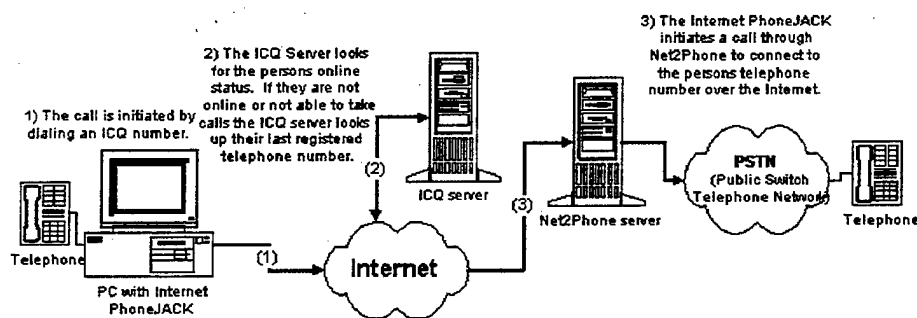 1) The call is initiated by
dialing an ICQ number.
2) The ICQ Server looks
for the persons online
status. If they are not
online or not able to take
calls the ICQ server looks
up their last registered
telephone number.
3) The Internet PhoneJACK
initiates a call through
Net2Phone to connect to
the persons telephone
number over the Internet.
Telephone
PC with Internet
PhoneJACK
(1)
Internet
(2)
ICQ server
(3)
Net2Phone server
PSTN
(Public Switch
Telephone Network)
Telephone